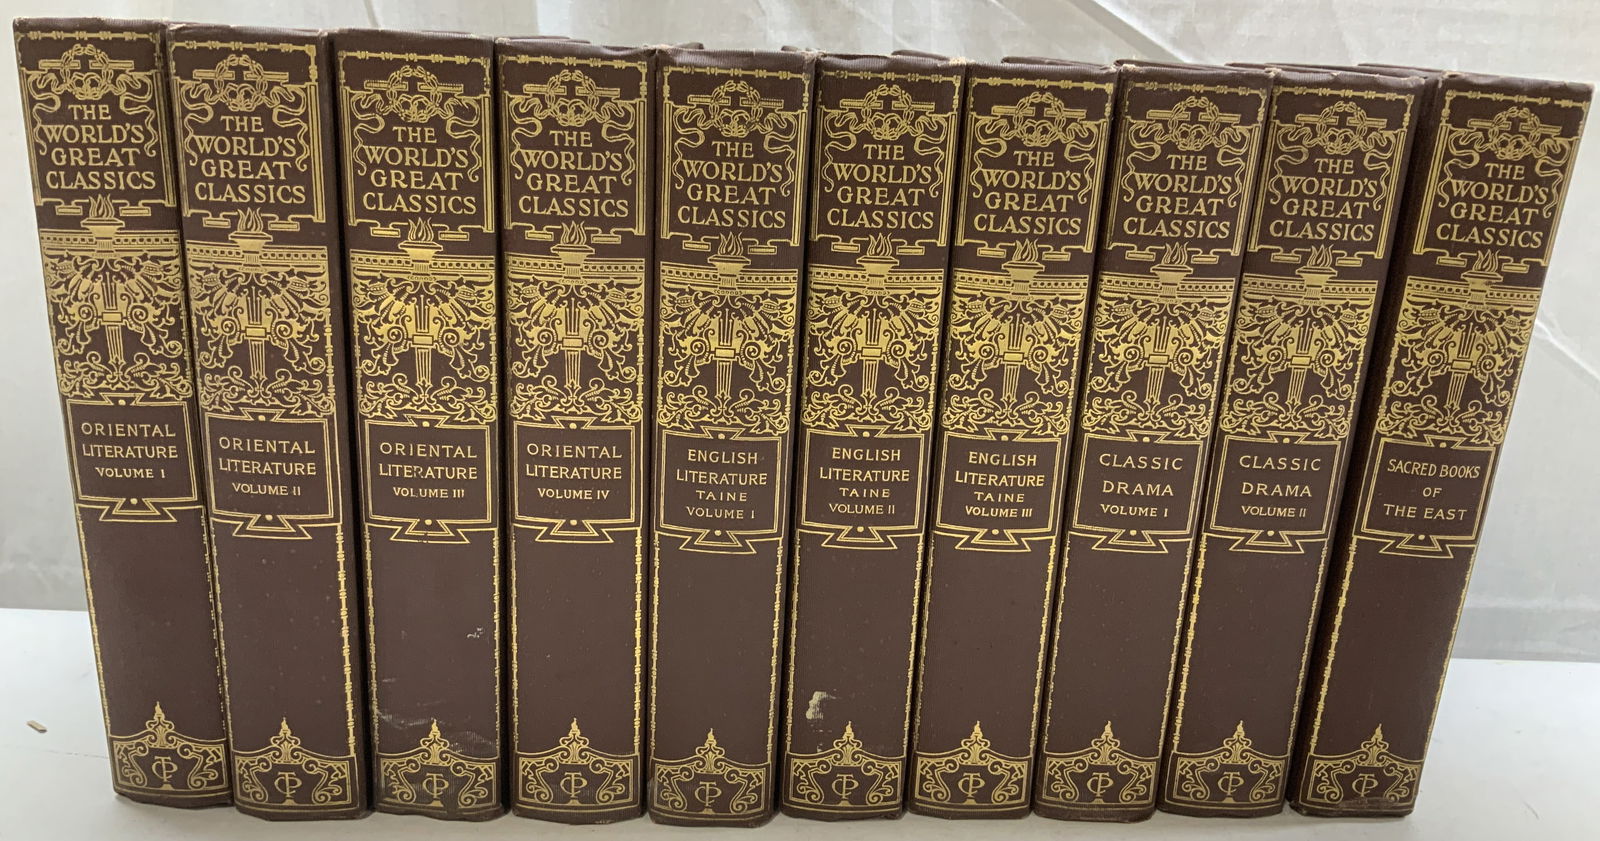 THE
WORLD'S
GREAT
CLASSICS
ORIENTAL
LITERATURE
VOLUME I
THE
WORLD'S
GREAT
CLASSICS
ORIENTAL
LITERATURE
VOLUME II
THE
WORLD'S
GREAT
CLASSICS
ORIENTAL
LITERATURE
VOLUME III
THE
WORLD'S
GREAT
CLASSICS
ORIENTAL
LITERATURE
VOLUME IV
THE
WORLD'S
GREAT
CLASSICS
ENGLISH
LITERATURE
TAINE
VOLUME I
THE
WORLD'S
GREAT
CLASSICS
ENGLISH
LITERATURE
TAINE
VOLUME II
THE
WORLD'S
GREAT
CLASSICS
ENGLISH
LITERATURE
TAINE
VOLUME III
THE
WORLD'S
GREAT
CLASSICS
CLASSIC
DRAMA
VOLUME I
THE
WORLD'S
GREAT
CLASSICS
CLASSIC
DRAMA
VOLUME II
THE
WORLD'S
GREAT
CLASSICS
SACRED BOOKS
OF
THE EAST